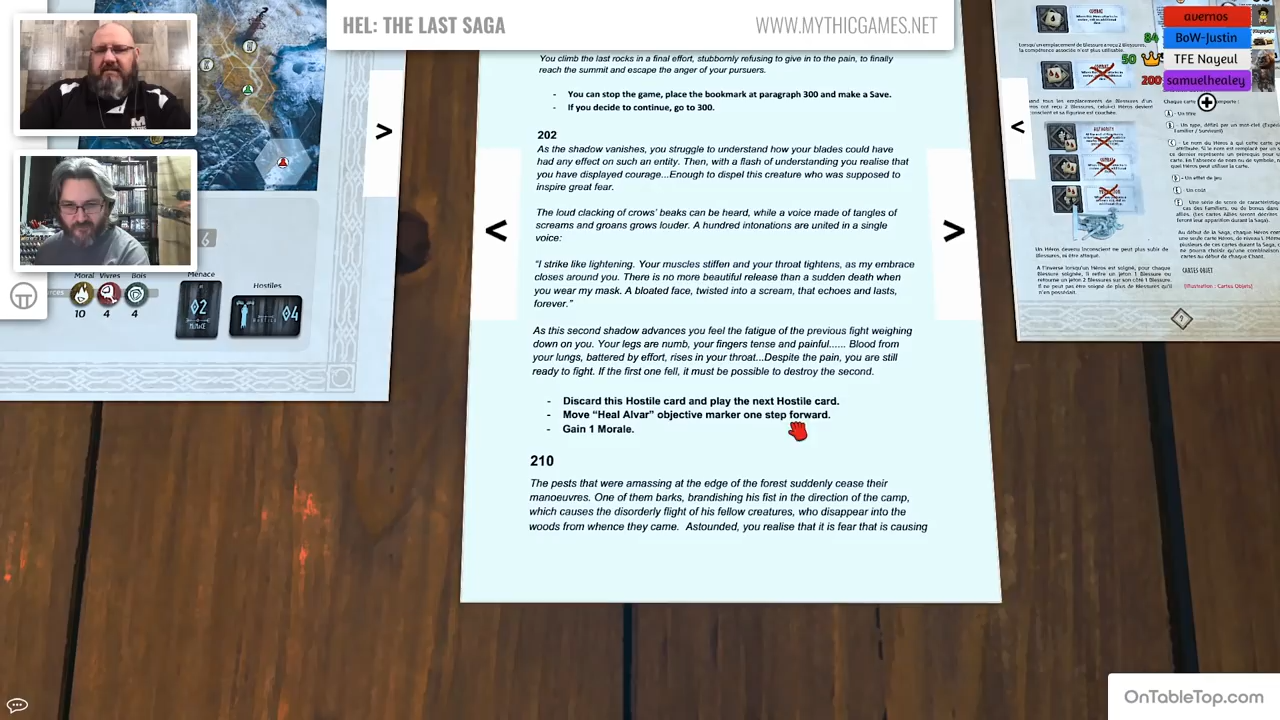 HEL: THE LAST SAGA
WWW.MYTHICGAMES.NET
avernos
BoW-Justin
TFE Nayeul
samuelhealey
84
50
200
>
<
<
>
Moral Vivres Bois
10 4 4
Menace
02
Hostiles
04
You climb the last rocks in a final effort, stubbornly refusing to give in to the pain, to finally
reach the summit and escape the anger of your pursuers.
- You can stop the game, place the bookmark at paragraph 300 and make a Save.
- If you decide to continue, go to 300.
202
As the shadow vanishes, you struggle to understand how your blades could have
had any effect on such an entity. Then, with a flash of understanding you realise that
you have displayed courage...Enough to dispel this creature who was supposed to
inspire great fear.
The loud clacking of crows' beaks can be heard, while a voice made of tangles of
screams and groans grows louder. A hundred intonations are united in a single
voice:
"I strike like lightening. Your muscles stiffen and your throat tightens, as my embrace
closes around you. There is no more beautiful release than a sudden death when
you wear my mask. A bloated face, twisted into a scream, that echoes and lasts,
forever."
As this second shadow advances you feel the fatigue of the previous fight weighing
down on you. Your legs are numb, your fingers tense and painful...... Blood from
your lungs, battered by effort, rises in your throat...Despite the pain, you are still
ready to fight. If the first one fell, it must be possible to destroy the second.
- Discard this Hostile card and play the next Hostile card.
- Move "Heal Alvar" objective marker one step forward.
- Gain 1 Morale.
210
The pests that were amassing at the edge of the forest suddenly cease their
manoeuvres. One of them barks, brandishing his fist in the direction of the camp,
which causes the disorderly flight of his fellow creatures, who disappear into the
woods from whence they came. Astounded, you realise that it is fear that is causing
CARTES OBJET
[Illustration : Cartes Objets]
?
OnTableTop.com